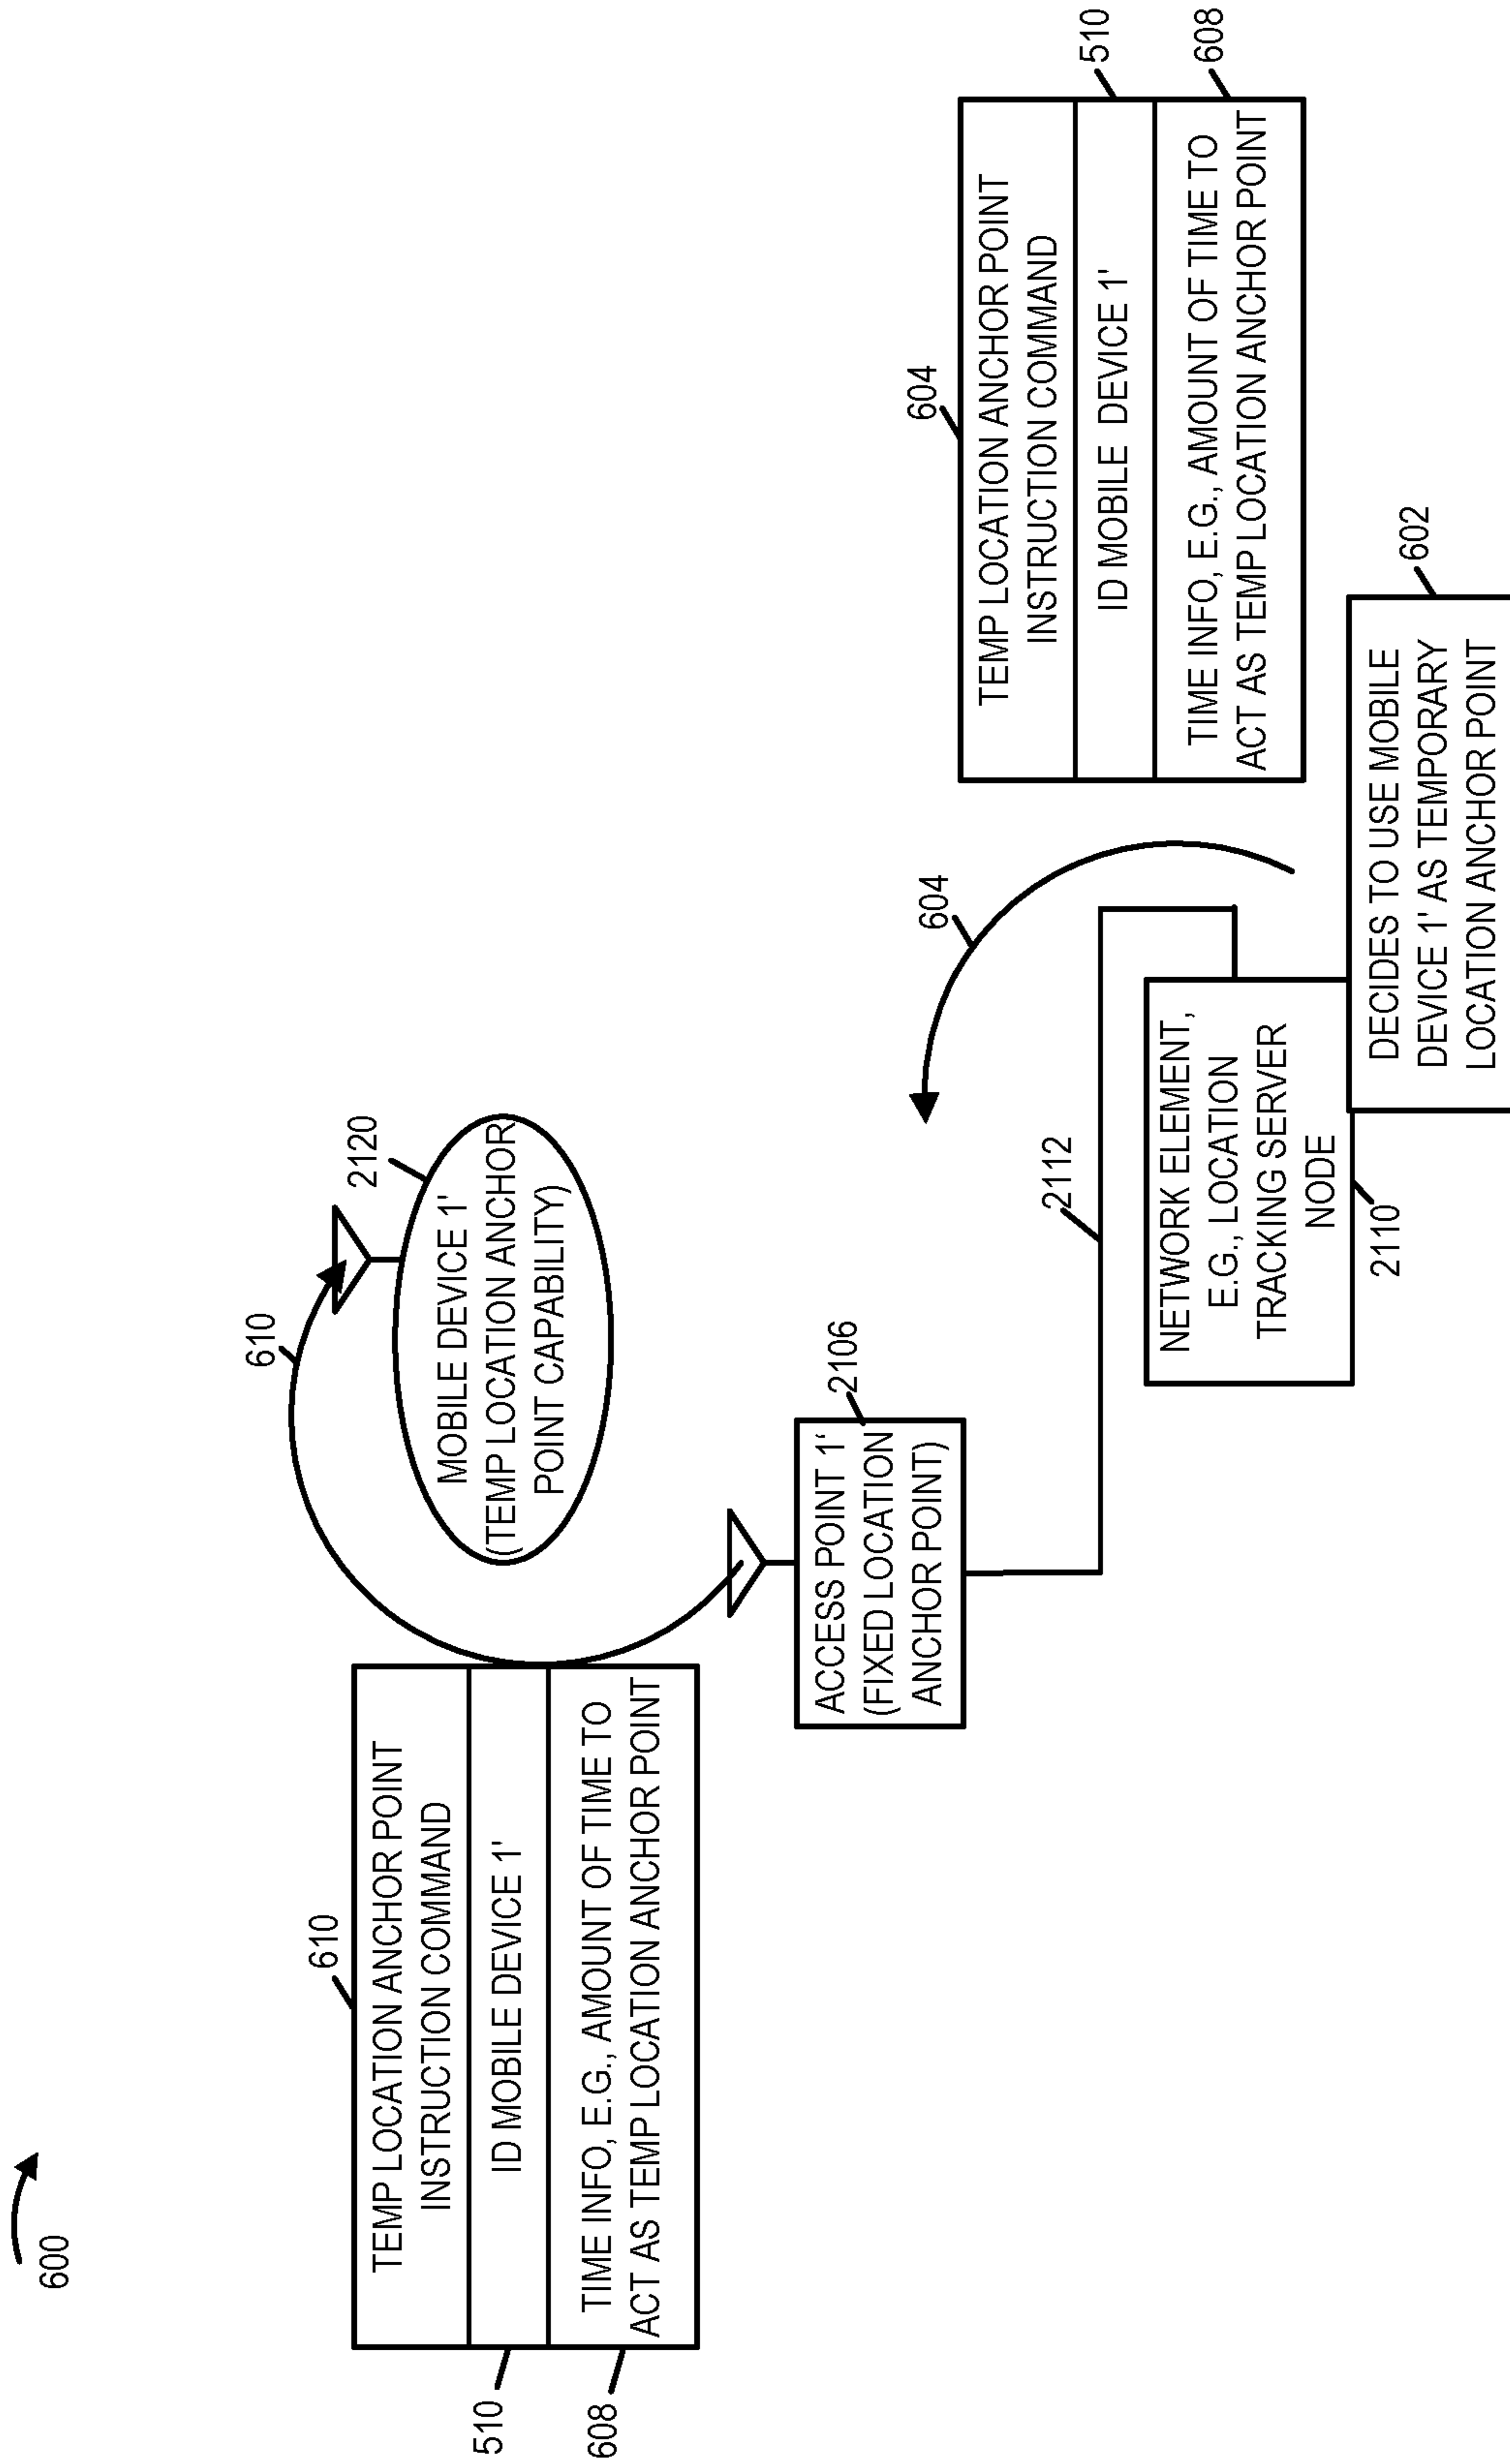 600
610
TEMP LOCATION ANCHOR POINT
INSTRUCTION COMMAND
ID MOBILE DEVICE 1'
TIME INFO, E.G., AMOUNT OF TIME TO
ACT AS TEMP LOCATION ANCHOR POINT
510
608
610
2120
MOBILE DEVICE 1'
(TEMP LOCATION ANCHOR
POINT CAPABILITY)
2106
ACCESS POINT 1‘
(FIXED LOCATION
ANCHOR POINT)
2112
604
604
TEMP LOCATION ANCHOR POINT
INSTRUCTION COMMAND
ID MOBILE DEVICE 1'
TIME INFO, E.G., AMOUNT OF TIME TO
ACT AS TEMP LOCATION ANCHOR POINT
510
608
NETWORK ELEMENT,
E.G., LOCATION
TRACKING SERVER
NODE
2110
602
DECIDES TO USE MOBILE
DEVICE 1' AS TEMPORARY
LOCATION ANCHOR POINT